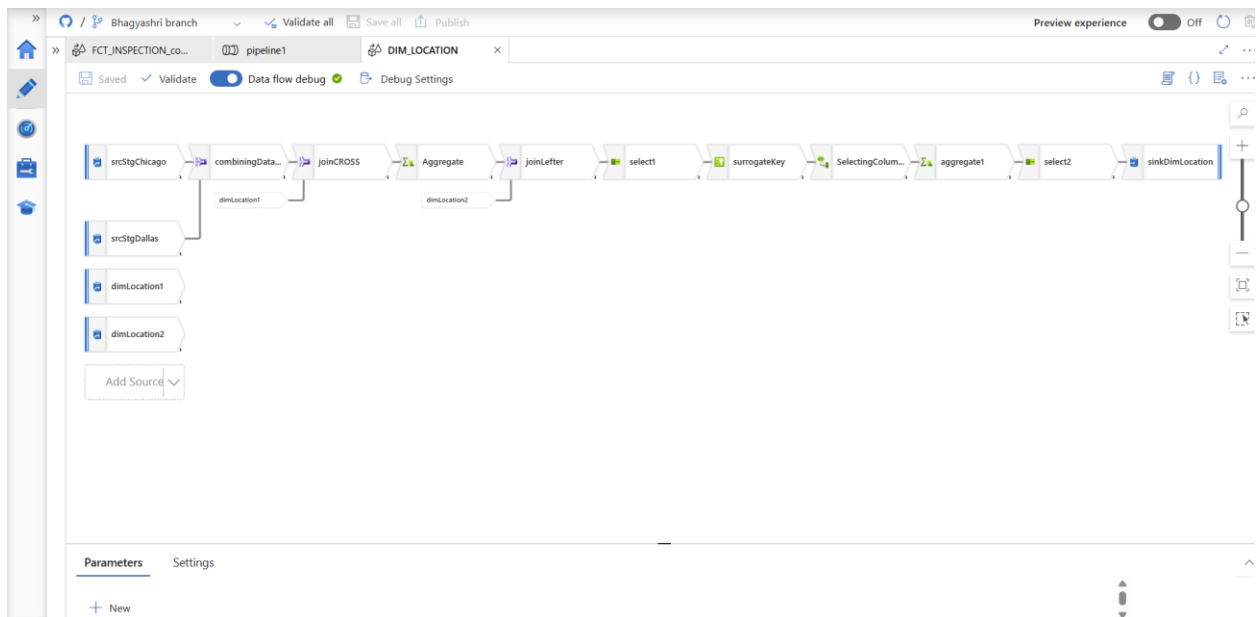 / Bhagyashri branch Validate all Save all Publish Preview experience Off
FCT_INSPECTION_co... pipeline1 DIM_LOCATION
Saved Validate Data flow debug Debug Settings
srcStgChicago combiningData... joinCROSS Aggregate joinLefter select1 surrogateKey SelectingColum... aggregate1 select2 sinkDimLocation
dimLocation1 dimLocation2
srcStgDallas
dimLocation1
dimLocation2
Add Source
Parameters Settings
New